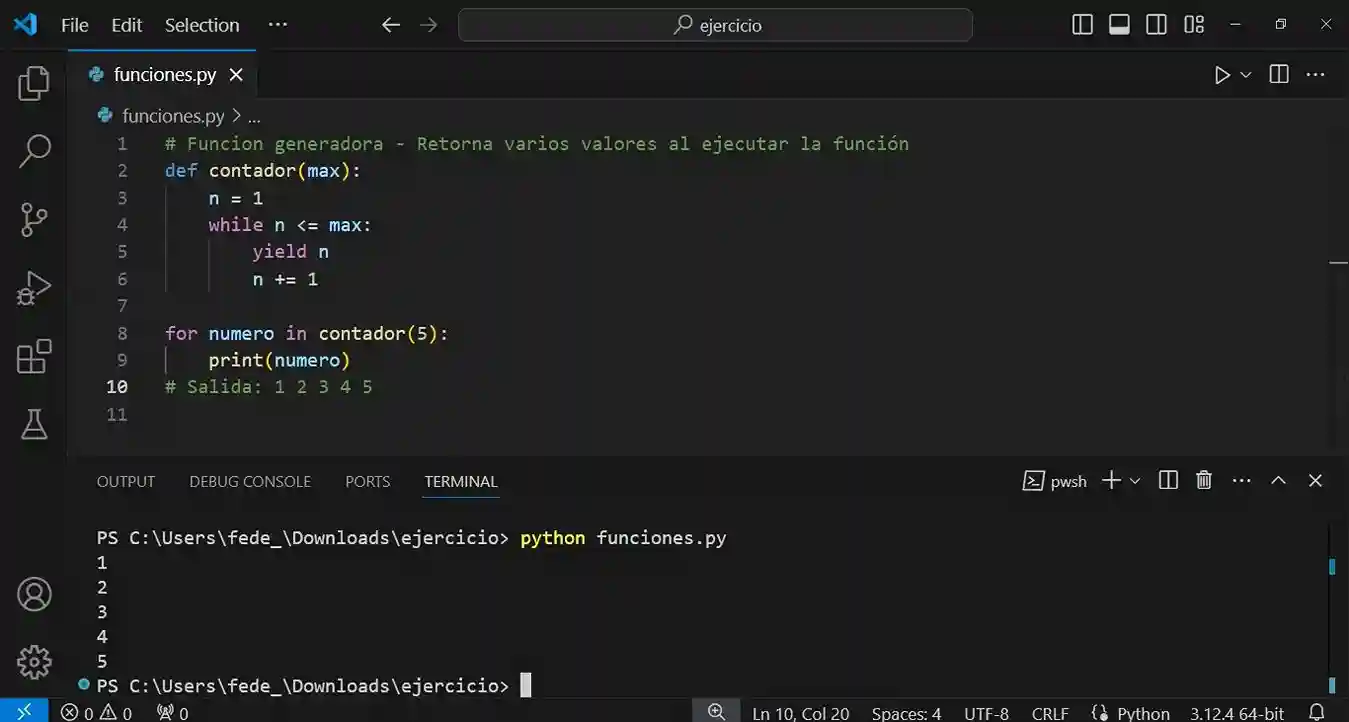 File Edit Selection ··· ejercicio
funciones.py
funciones.py > ...
1 # Funcion generadora - Retorna varios valores al ejecutar la función
2 def contador(max):
3 n = 1
4 while n <= max:
5 yield n
6 n += 1
7
8 for numero in contador(5):
9 print(numero)
10 # Salida: 1 2 3 4 5
11
OUTPUT DEBUG CONSOLE PORTS TERMINAL pwsh
PS C:\Users\fede_\Downloads\ejercicio> python funciones.py
1
2
3
4
5
PS C:\Users\fede_\Downloads\ejercicio>
0 0 0 Ln 10, Col 20 Spaces: 4 UTF-8 CRLF Python 3.12.4 64-bit